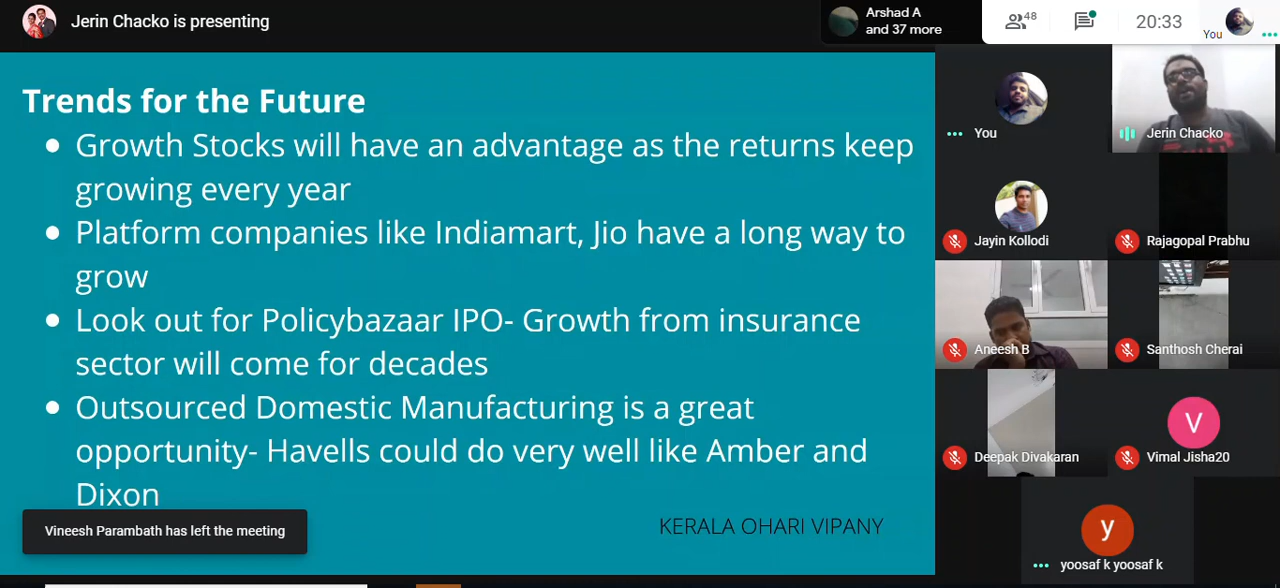 Jerin Chacko is presenting
Arshad A
and 37 more
48
20:33
You
Trends for the Future
Growth Stocks will have an advantage as the returns keep
growing every year
Platform companies like Indiamart, Jio have a long way to
grow
Look out for Policybazaar IPO- Growth from insurance
sector will come for decades
Outsourced Domestic Manufacturing is a great
opportunity- Havells could do very well like Amber and
Dixon
KERALA OHARI VIPANY
Vineesh Parambath has left the meeting
You
Jerin Chacko
Jayin Kollodi
Rajagopal Prabhu
Aneesh B
Santhosh Cherai
Deepak Divakaran
V
Vimal Jisha20
y
yoosaf k yoosaf k